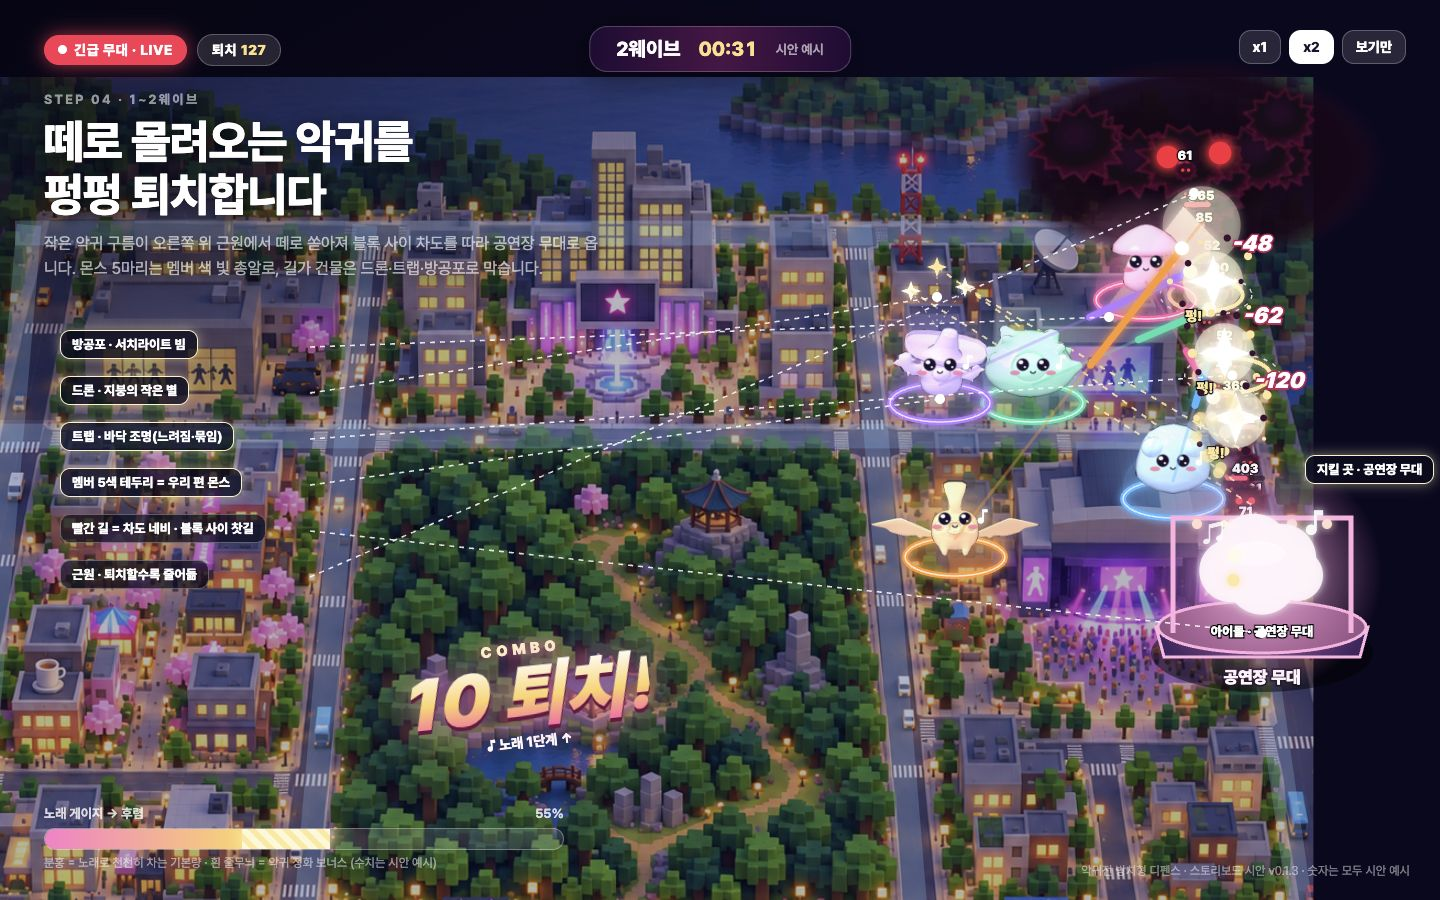 긴급 무대 · LIVE
퇴치 127
2웨이브 00:31 시안 예시
x1
x2
보기만
STEP 04 · 1~2웨이브
떼로 몰려오는 악귀를
펑펑 퇴치합니다
작은 악귀 구름이 오른쪽 위 근원에서 떼로 쏟아져 블록 사이 차도를 따라 공연장 무대로 옵
니다. 몬스 5마리는 멤버 색 빛 총알로, 길가 건물은 드론·트랩·방공포로 막습니다.
방공포 · 서치라이트 빔
드론 · 지붕의 작은 별
트랩 · 바닥 조명(느려짐·묶임)
멤버 5색 테두리 = 우리 편 몬스
빨간 길 = 차도 네비 · 블록 사이 찻길
근원 · 퇴치할수록 줄어듦
61
85
-48
펑!
-62
펑!
-120
펑!
403
71
지킬 곳 · 공연장 무대
아이돌 · 공연장 무대
공연장 무대
COMBO
10 퇴치!
♪ 노래 1단계 ↑
노래 게이지 → 후렴
55%
분홍 = 노래로 천천히 차는 기본량 · 흰 줄무늬 = 악귀 정화 보너스 (수치는 시안 예시)
디펜스 · 스토리보드 시안 v0.1.3 · 숫자는 모두 시안 예시